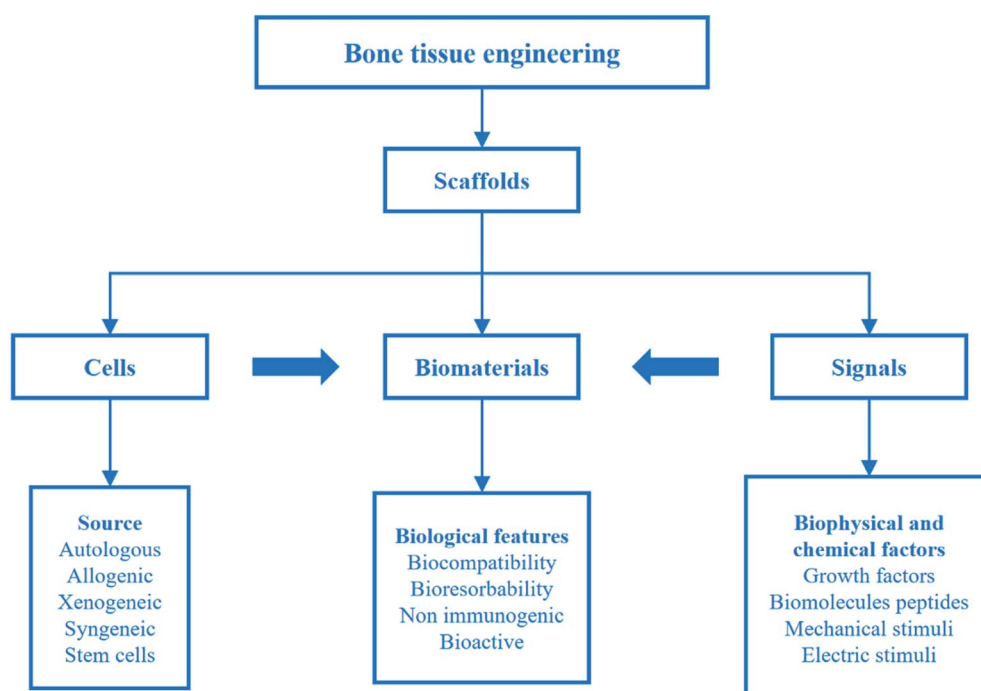 Bone tissue engineering
Scaffolds
Cells
Biomaterials
Signals
Source
Autologous
Allogenic
Xenogeneic
Syngeneic
Stem cells
Biological features
Biocompatibility
Bioresorbability
Non immunogenic
Bioactive
Biophysical and
chemical factors
Growth factors
Biomolecules peptides
Mechanical stimuli
Electric stimuli